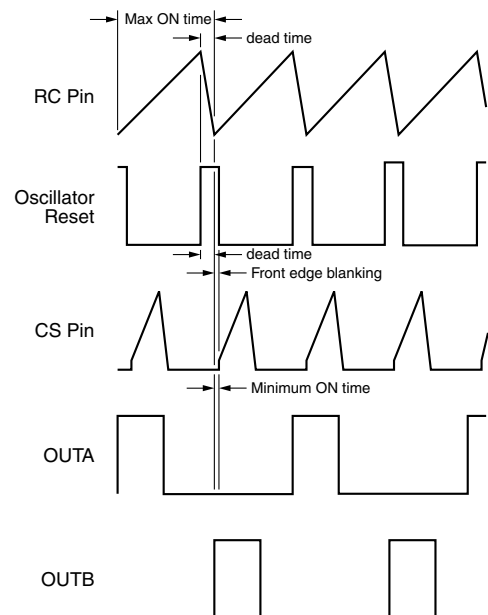 Max ON time
dead time
RC Pin
Oscillator
Reset
dead time
Front edge blanking
CS Pin
Minimum ON time
OUTA
OUTB